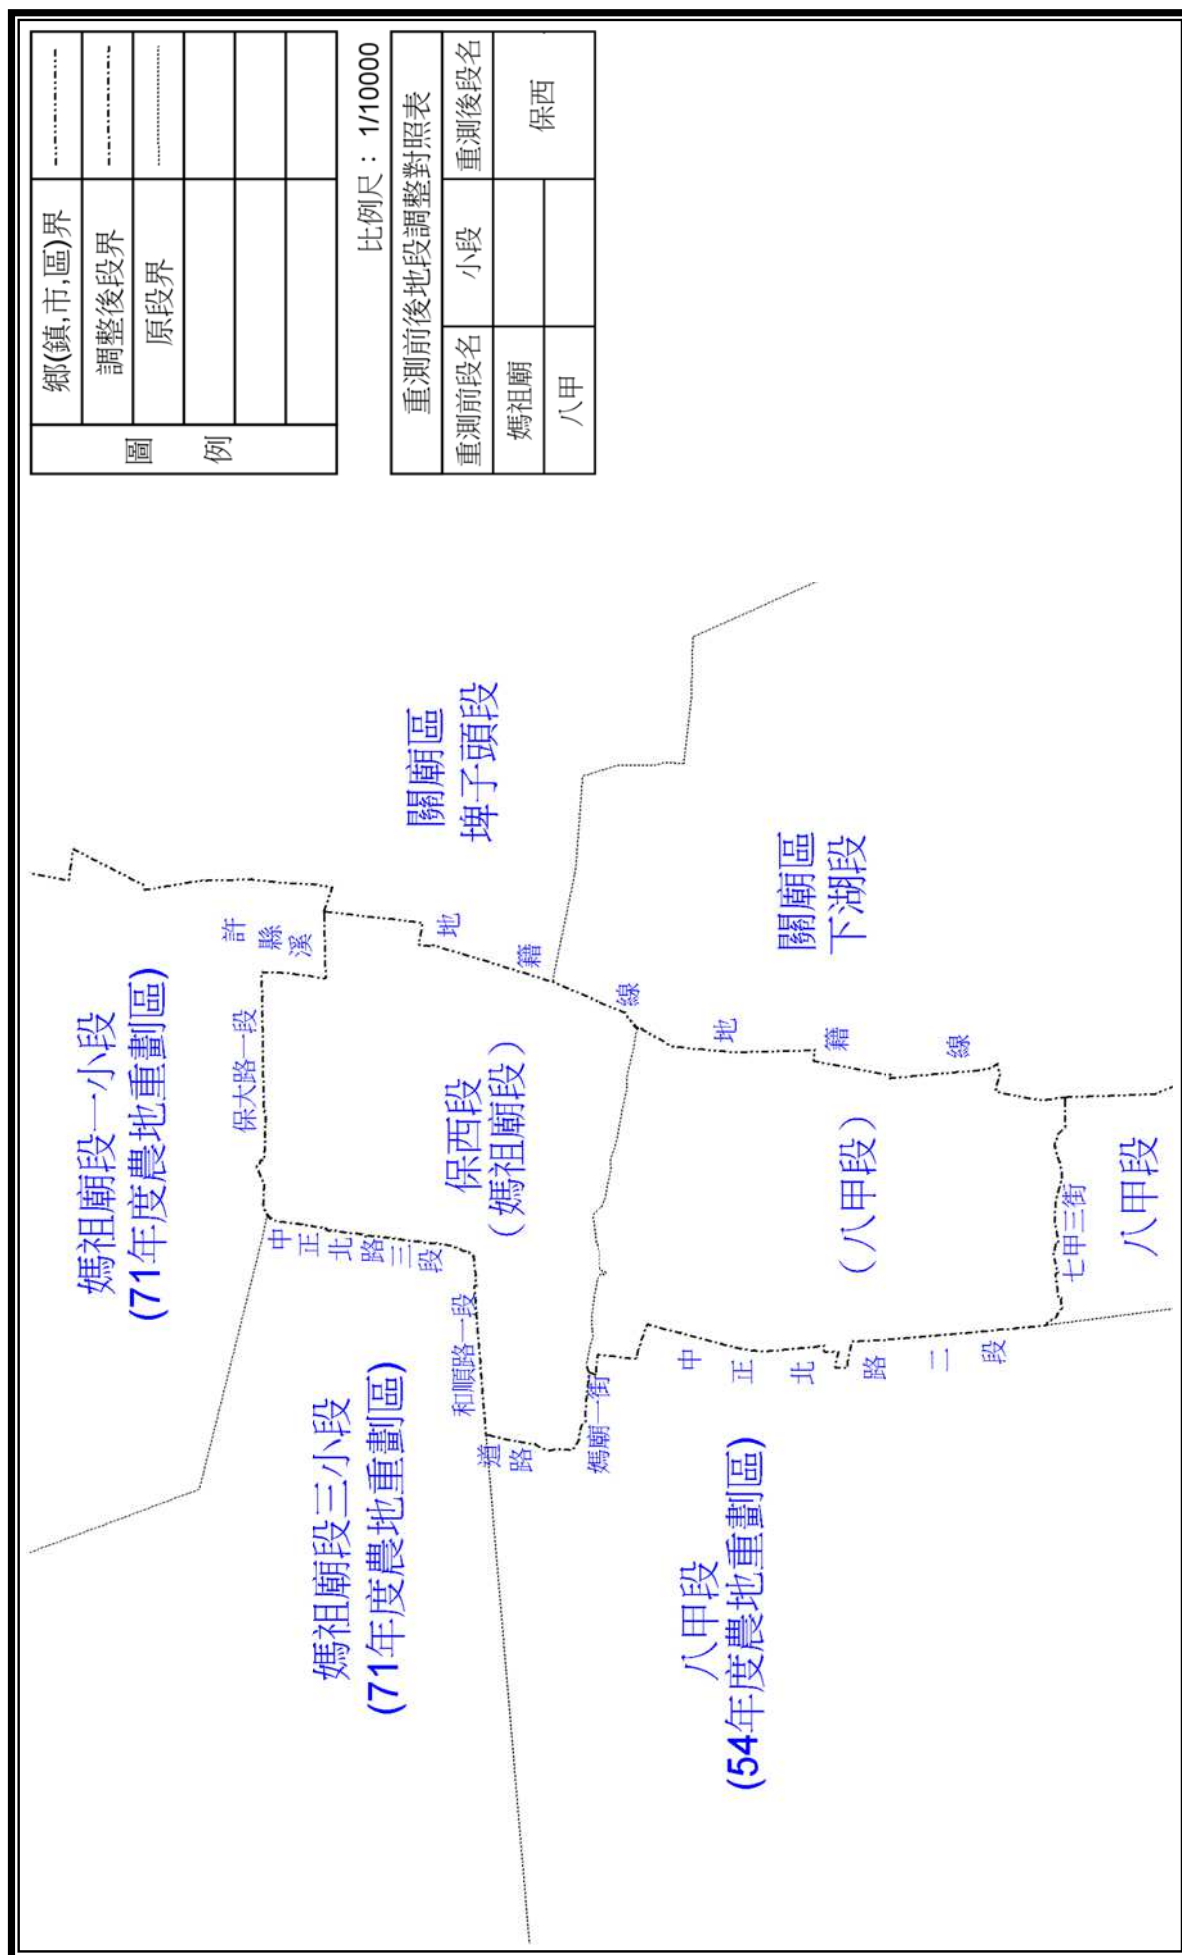 圖例
鄉(鎮,市,區)界
調整後段界
原段界
比例尺：1/10000
重測前後地段調整對照表
重測前段名 小段 重測後段名
媽祖廟 保西
八甲
媽祖廟段一小段
(71年度農地重劃區)
許縣溪
保大路一段
中正北路三段
媽祖廟段三小段
(71年度農地重劃區)
和順路一段
道路
媽廟一街
保西段
(媽祖廟段)
關廟區
埤子頭段
地籍線
關廟區
下湖段
地籍線
(八甲段)
中正北路二段
八甲段
(54年度農地重劃區)
七甲三街
八甲段